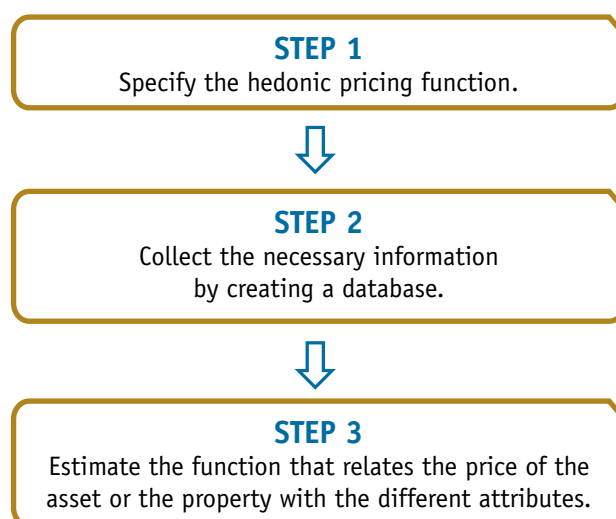 STEP 1
Specify the hedonic pricing function.
STEP 2
Collect the necessary information
by creating a database.
STEP 3
Estimate the function that relates the price of the
asset or the property with the different attributes.